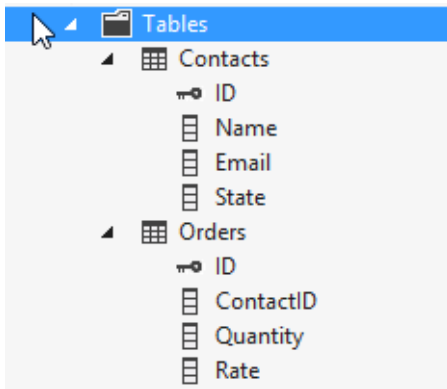 Tables
Contacts
ID
Name
Email
State
Orders
ID
ContactID
Quantity
Rate